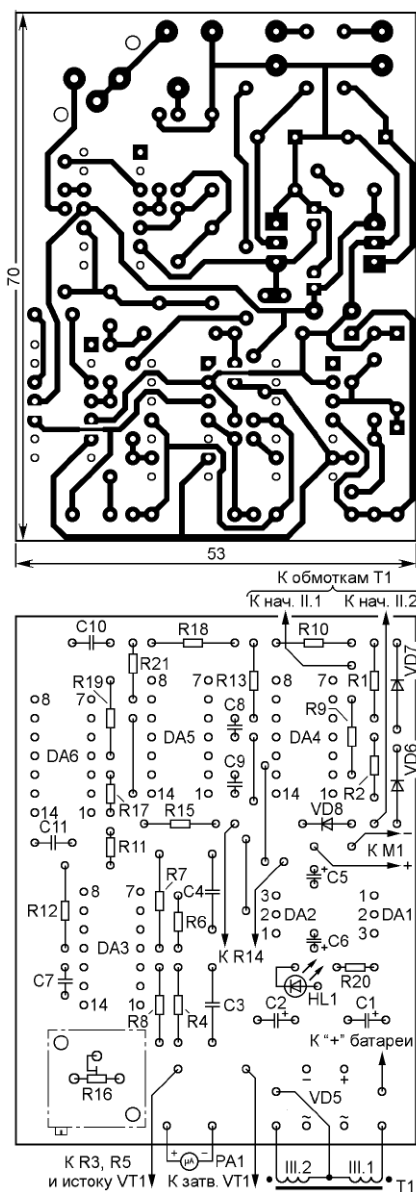 70
53
К обмоткам Т1
К нач. II.1 К нач. II.2
C10
R18
R10
VD7
R21
R19
8
7
R13
8
7
R1
8
7
C8
R9
DA6
DA5
DA4
VD6
C9
R2
14
1
R17
14
1
14
1
R15
VD8
C11
К М1
−
+
R11
R7
C4
C5
R12
8
7
3
2
1
DA2
1
2
3
DA1
R6
DA3
К R14
C6
C7
14
1
R8
R4
C3
HL1
R20
C2
C1
К "+" батареи
R16
− +
VD5
~ ~
К R3, R5
и истоку VT1
− µA +
PA1
К затв. VT1
III.2
III.1
T1